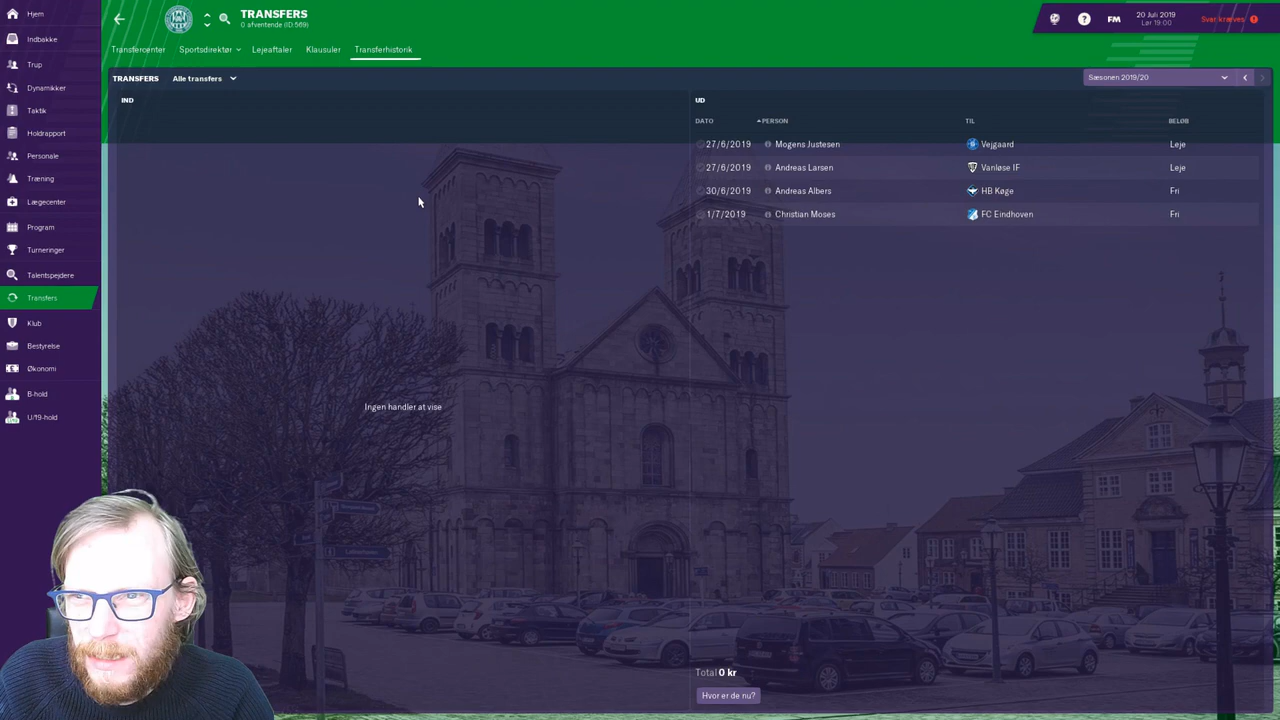 Hjem
Indbakke
Trup
Dynamikker
Taktik
Holdrapport
Personale
Træning
Lægecenter
Program
Turneringer
Talentspejdere
Transfers
Klub
Bestyrelse
Økonomi
B-hold
U/19-hold
TRANSFERS
0 afventende (ID:569)
FM
20 Juli 2019
Lør 19:00
Svar kræves
Transfercenter Sportsdirektør Lejeaftaler Klausuler Transferhistorik
TRANSFERS Alle transfers
Sæsonen 2019/20
IND
UD
DATO PERSON TIL BELØB
27/6/2019 Mogens Justesen Vejgaard Leje
27/6/2019 Andreas Larsen Vanløse IF Leje
30/6/2019 Andreas Albers HB Køge Fri
1/7/2019 Christian Moses FC Eindhoven Fri
Ingen handler at vise
Total 0 kr
Hvor er de nu?